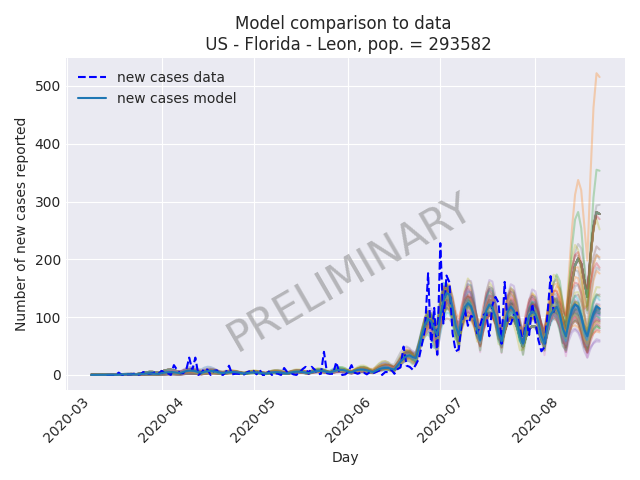 Model comparison to data
US - Florida - Leon, pop. = 293582
new cases data
new cases model
Number of new cases reported
500
400
300
200
100
0
PRELIMINARY
2020-03
2020-04
2020-05
2020-06
2020-07
2020-08
Day